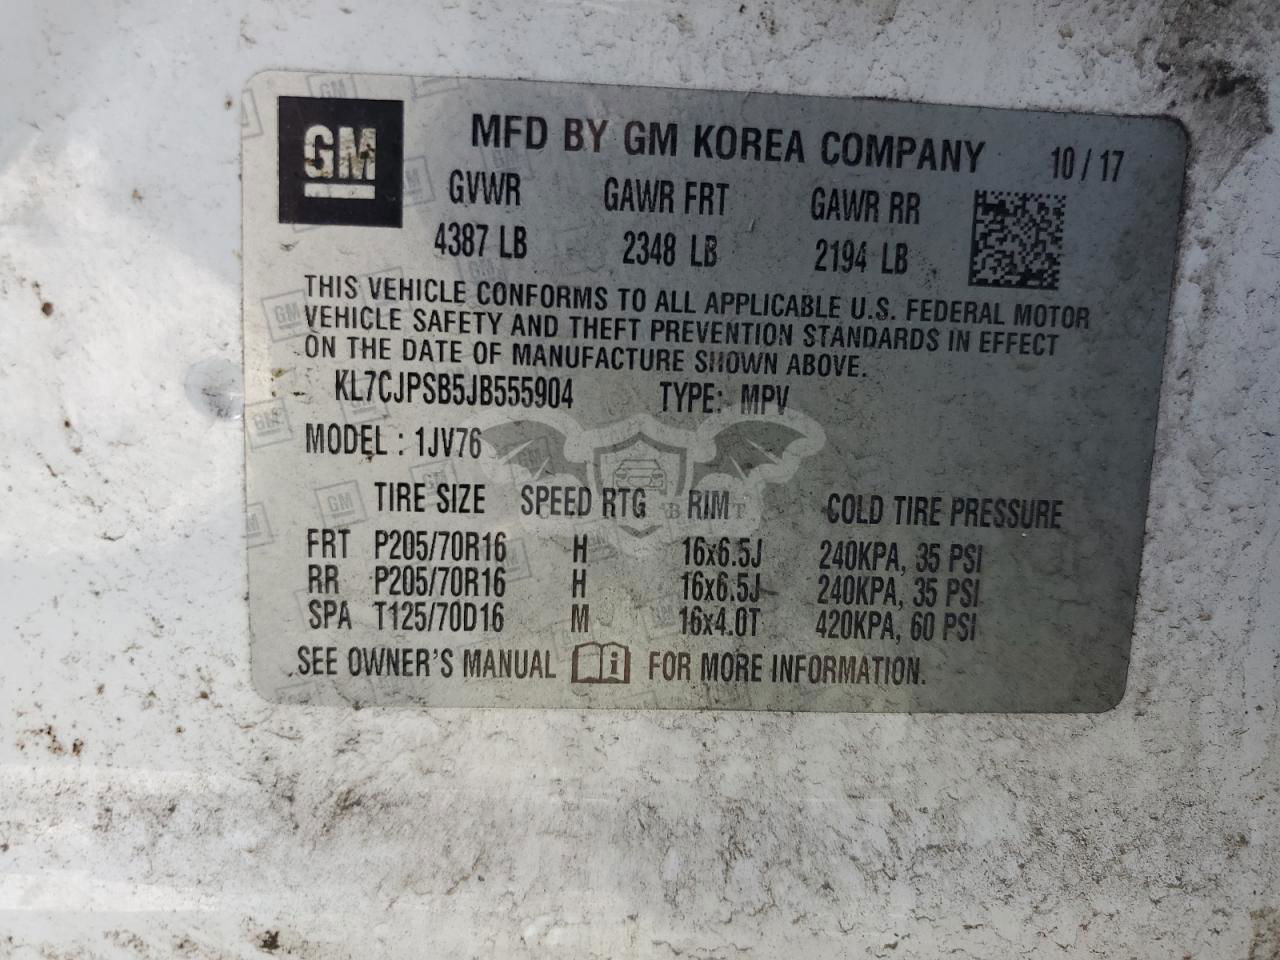 GM
MFD BY GM KOREA COMPANY 10 / 17
GVWR GAWR FRT GAWR RR
4387 LB 2348 LB 2194 LB
THIS VEHICLE CONFORMS TO ALL APPLICABLE U.S. FEDERAL MOTOR
VEHICLE SAFETY AND THEFT PREVENTION STANDARDS IN EFFECT
ON THE DATE OF MANUFACTURE SHOWN ABOVE.
KL7CJPSB5JB555904 TYPE: MPV
MODEL : 1JV76
TIRE SIZE SPEED RTG RIM COLD TIRE PRESSURE
FRT P205/70R16 H 16x6.5J 240KPA, 35 PSI
RR P205/70R16 H 16x6.5J 240KPA, 35 PSI
SPA T125/70D16 M 16x4.0T 420KPA, 60 PSI
SEE OWNER'S MANUAL i FOR MORE INFORMATION.